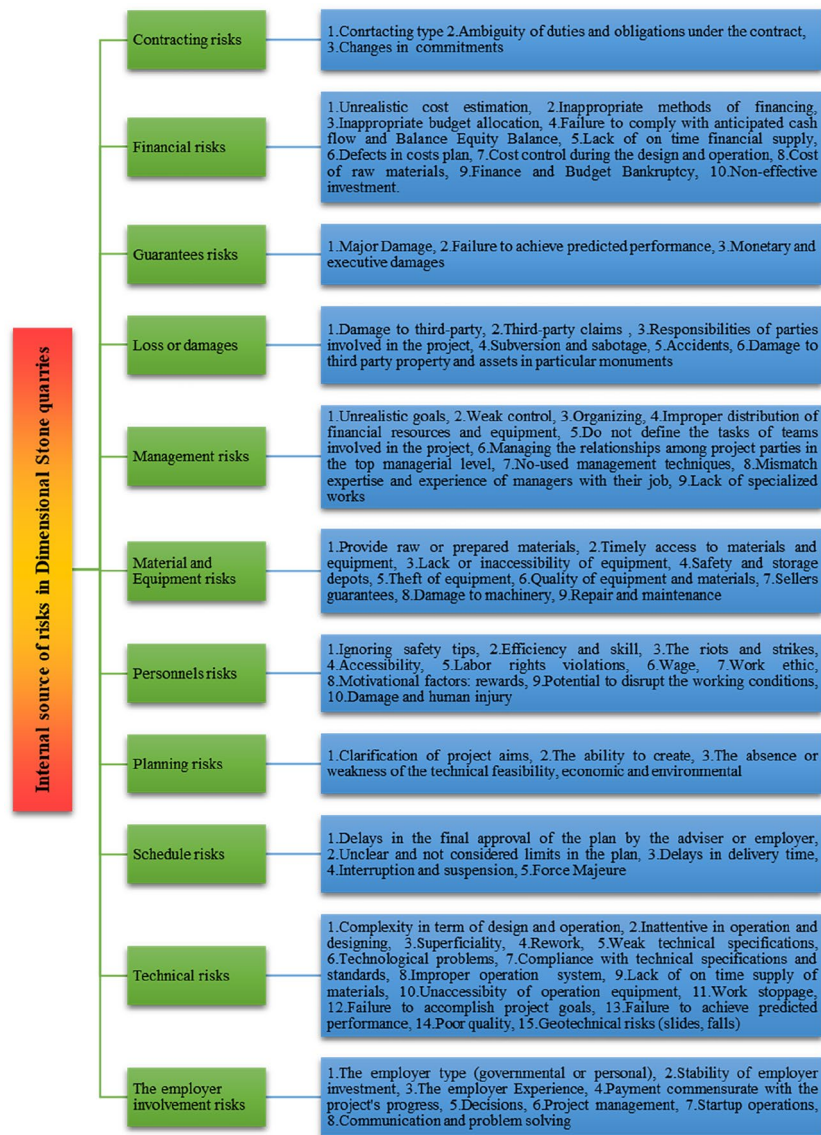 Internal source of risks in Dimensional Stone quarries
Contracting risks
1.Conrtacting type 2.Ambiguity of duties and obligations under the contract,
3.Changes in commitments
Financial risks
1.Unrealistic cost estimation, 2.Inappropriate methods of financing,
3.Inappropriate budget allocation, 4.Failure to comply with anticipated cash
flow and Balance Equity Balance, 5.Lack of on time financial supply,
6.Defects in costs plan, 7.Cost control during the design and operation, 8.Cost
of raw materials, 9.Finance and Budget Bankruptcy, 10.Non-effective
investment.
Guarantees risks
1.Major Damage, 2.Failure to achieve predicted performance, 3.Monetary and
executive damages
Loss or damages
1.Damage to third-party, 2.Third-party claims , 3.Responsibilities of parties
involved in the project, 4.Subversion and sabotage, 5.Accidents, 6.Damage to
third party property and assets in particular monuments
Management risks
1.Unrealistic goals, 2.Weak control, 3.Organizing, 4.Improper distribution of
financial resources and equipment, 5.Do not define the tasks of teams
involved in the project, 6.Managing the relationships among project parties in
the top managerial level, 7.No-used management techniques, 8.Mismatch
expertise and experience of managers with their job, 9.Lack of specialized
works
Material and
Equipment risks
1.Provide raw or prepared materials, 2.Timely access to materials and
equipment, 3.Lack or inaccessibility of equipment, 4.Safety and storage
depots, 5.Theft of equipment, 6.Quality of equipment and materials, 7.Sellers
guarantees, 8.Damage to machinery, 9.Repair and maintenance
Personnels risks
1.Ignoring safety tips, 2.Efficiency and skill, 3.The riots and strikes,
4.Accessibility, 5.Labor rights violations, 6.Wage, 7.Work ethic,
8.Motivational factors: rewards, 9.Potential to disrupt the working conditions,
10.Damage and human injury
Planning risks
1.Clarification of project aims, 2.The ability to create, 3.The absence or
weakness of the technical feasibility, economic and environmental
Schedule risks
1.Delays in the final approval of the plan by the adviser or employer,
2.Unclear and not considered limits in the plan, 3.Delays in delivery time,
4.Interruption and suspension, 5.Force Majeure
Technical risks
1.Complexity in term of design and operation, 2.Inattentive in operation and
designing, 3.Superficiality, 4.Rework, 5.Weak technical specifications,
6.Technological problems, 7.Compliance with technical specifications and
standards, 8.Improper operation system, 9.Lack of on time supply of
materials, 10.Unaccessibity of operation equipment, 11.Work stoppage,
12.Failure to accomplish project goals, 13.Failure to achieve predicted
performance, 14.Poor quality, 15.Geotechnical risks (slides, falls)
The employer
involvement risks
1.The employer type (governmental or personal), 2.Stability of employer
investment, 3.The employer Experience, 4.Payment commensurate with the
project's progress, 5.Decisions, 6.Project management, 7.Startup operations,
8.Communication and problem solving